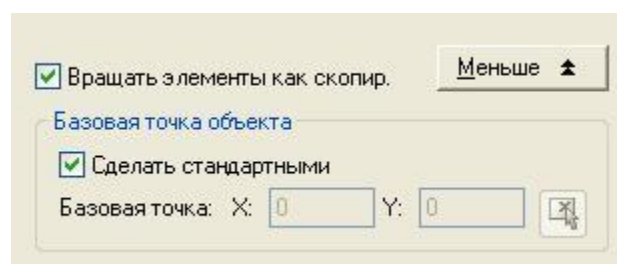 Вращать элементы как скопир.
Меньше
Базовая точка объекта
Сделать стандартными
Базовая точка: X: 0 Y: 0